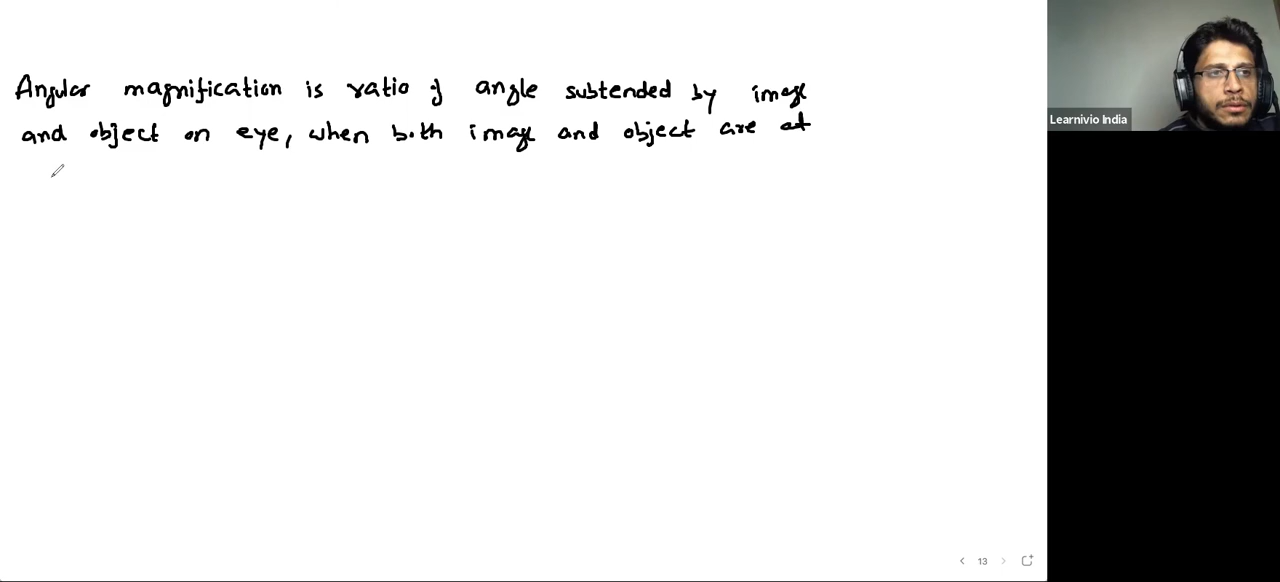 Angular magnification is ratio of angle subtended by image
and object on eye, when both image and object are at
Learnivio India
13